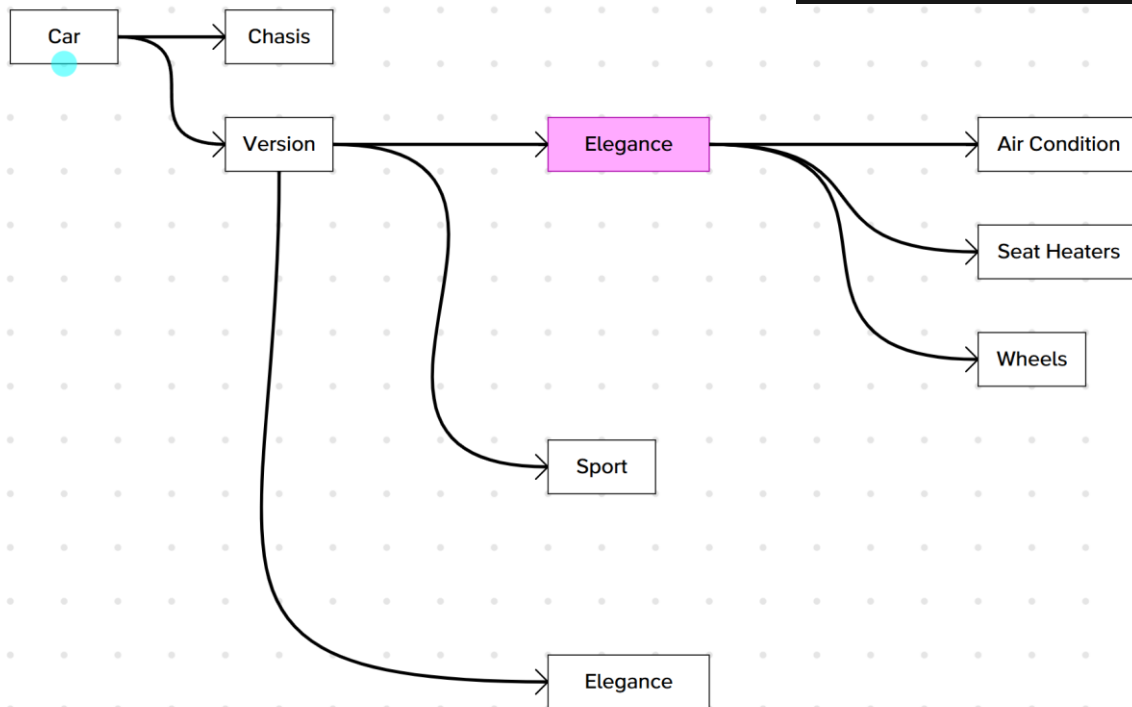 Car
Chasis
Version
Elegance
Air Condition
Seat Heaters
Wheels
Sport
Elegance